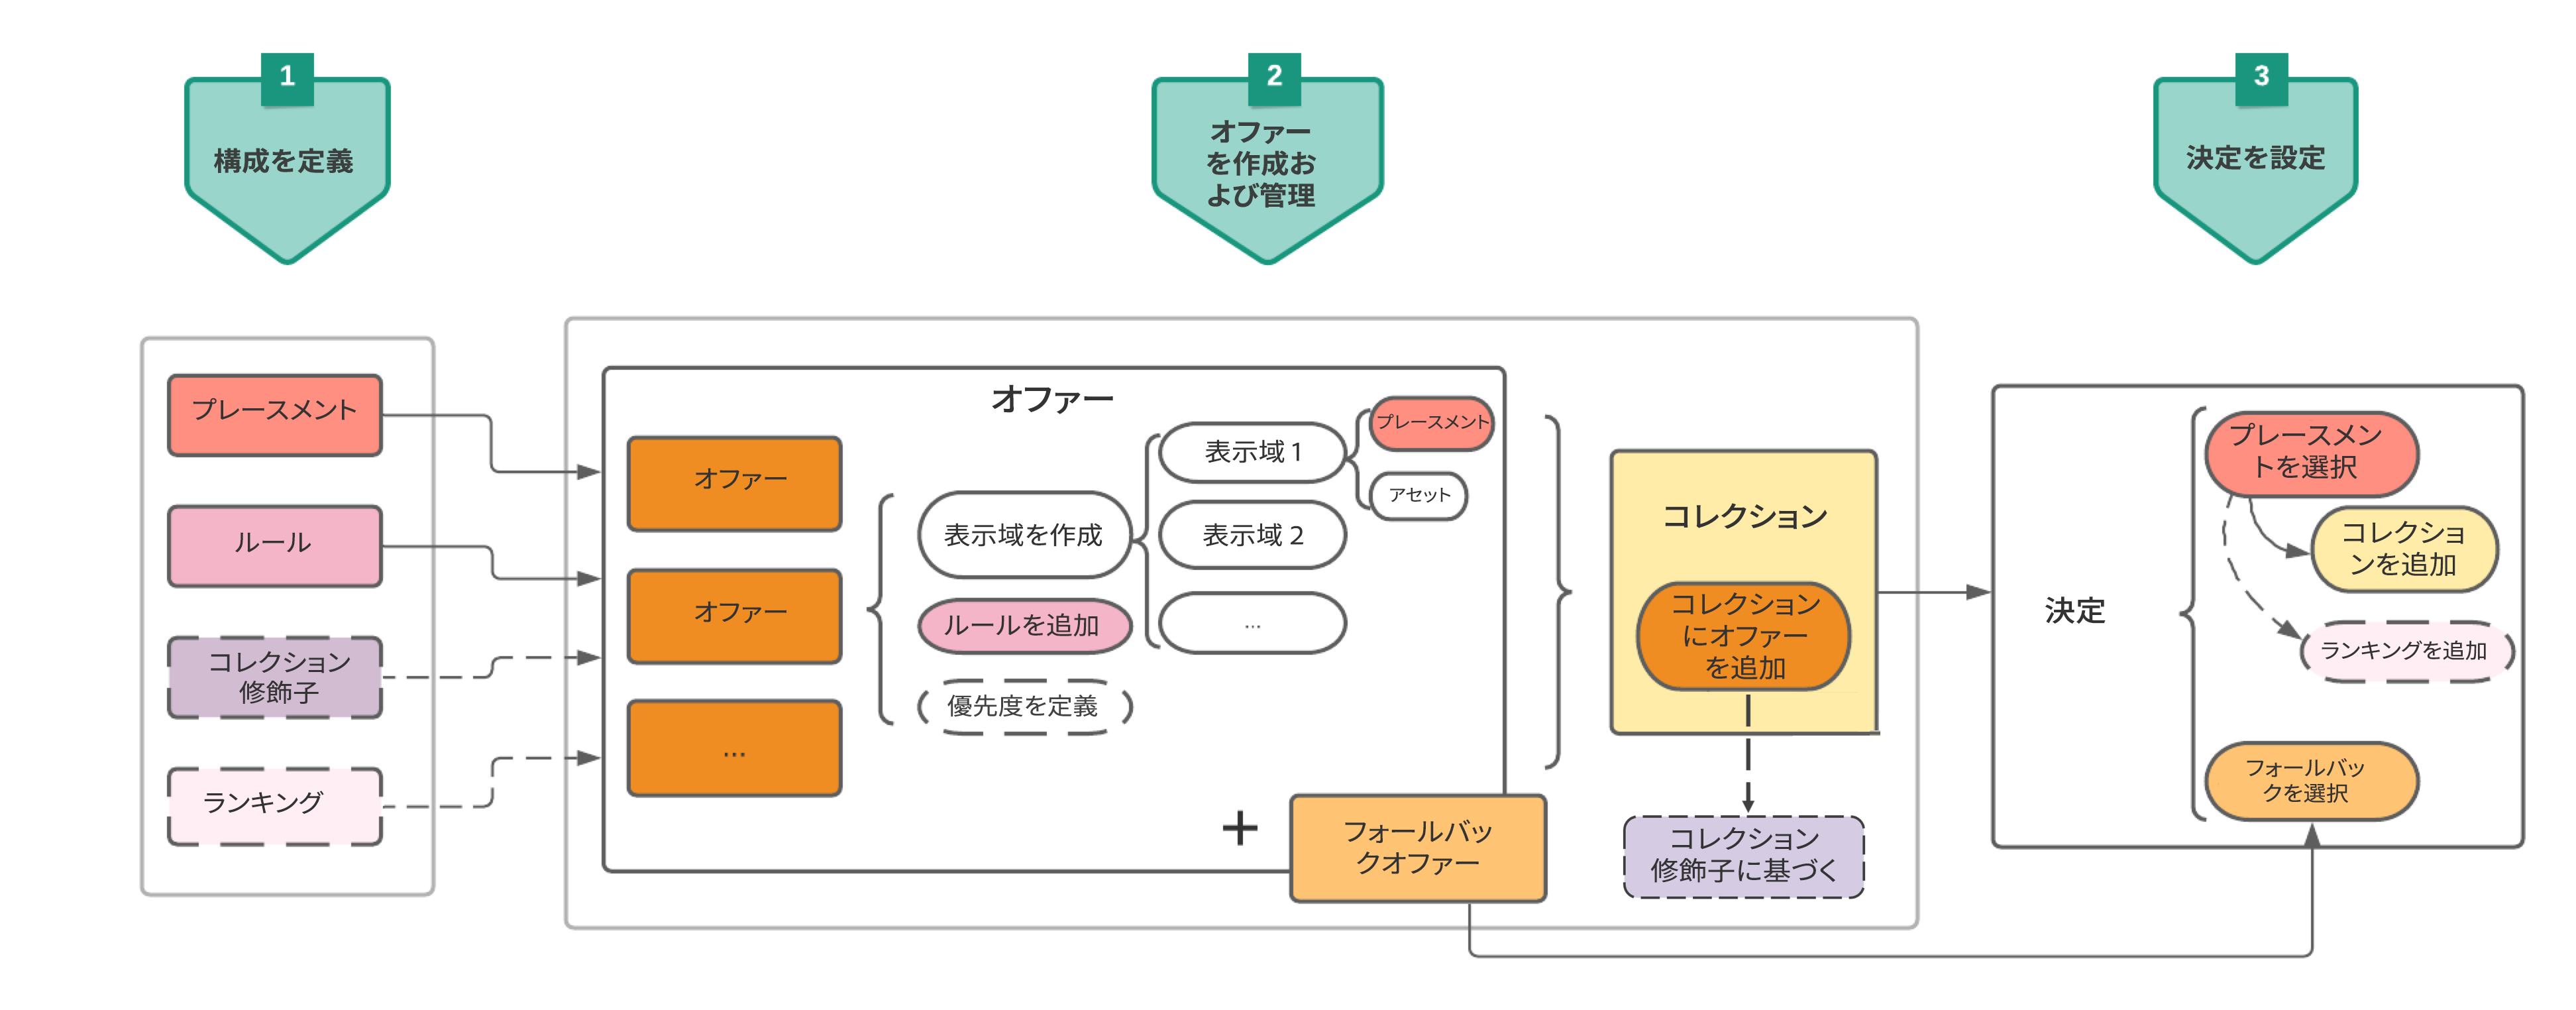 1
構成を定義
2
オファー
を作成お
よび管理
3
決定を設定
プレースメント
ルール
コレクション
修飾子
ランキング
オファー
オファー
オファー
...
表示域を作成
ルールを追加
優先度を定義
表示域 1
表示域 2
...
プレースメント
アセット
+
フォールバッ
クオファー
コレクション
コレクション
にオファー
を追加
コレクション
修飾子に基づく
決定
プレースメン
トを選択
コレクショ
ンを追加
ランキングを追加
フォールバッ
クを選択